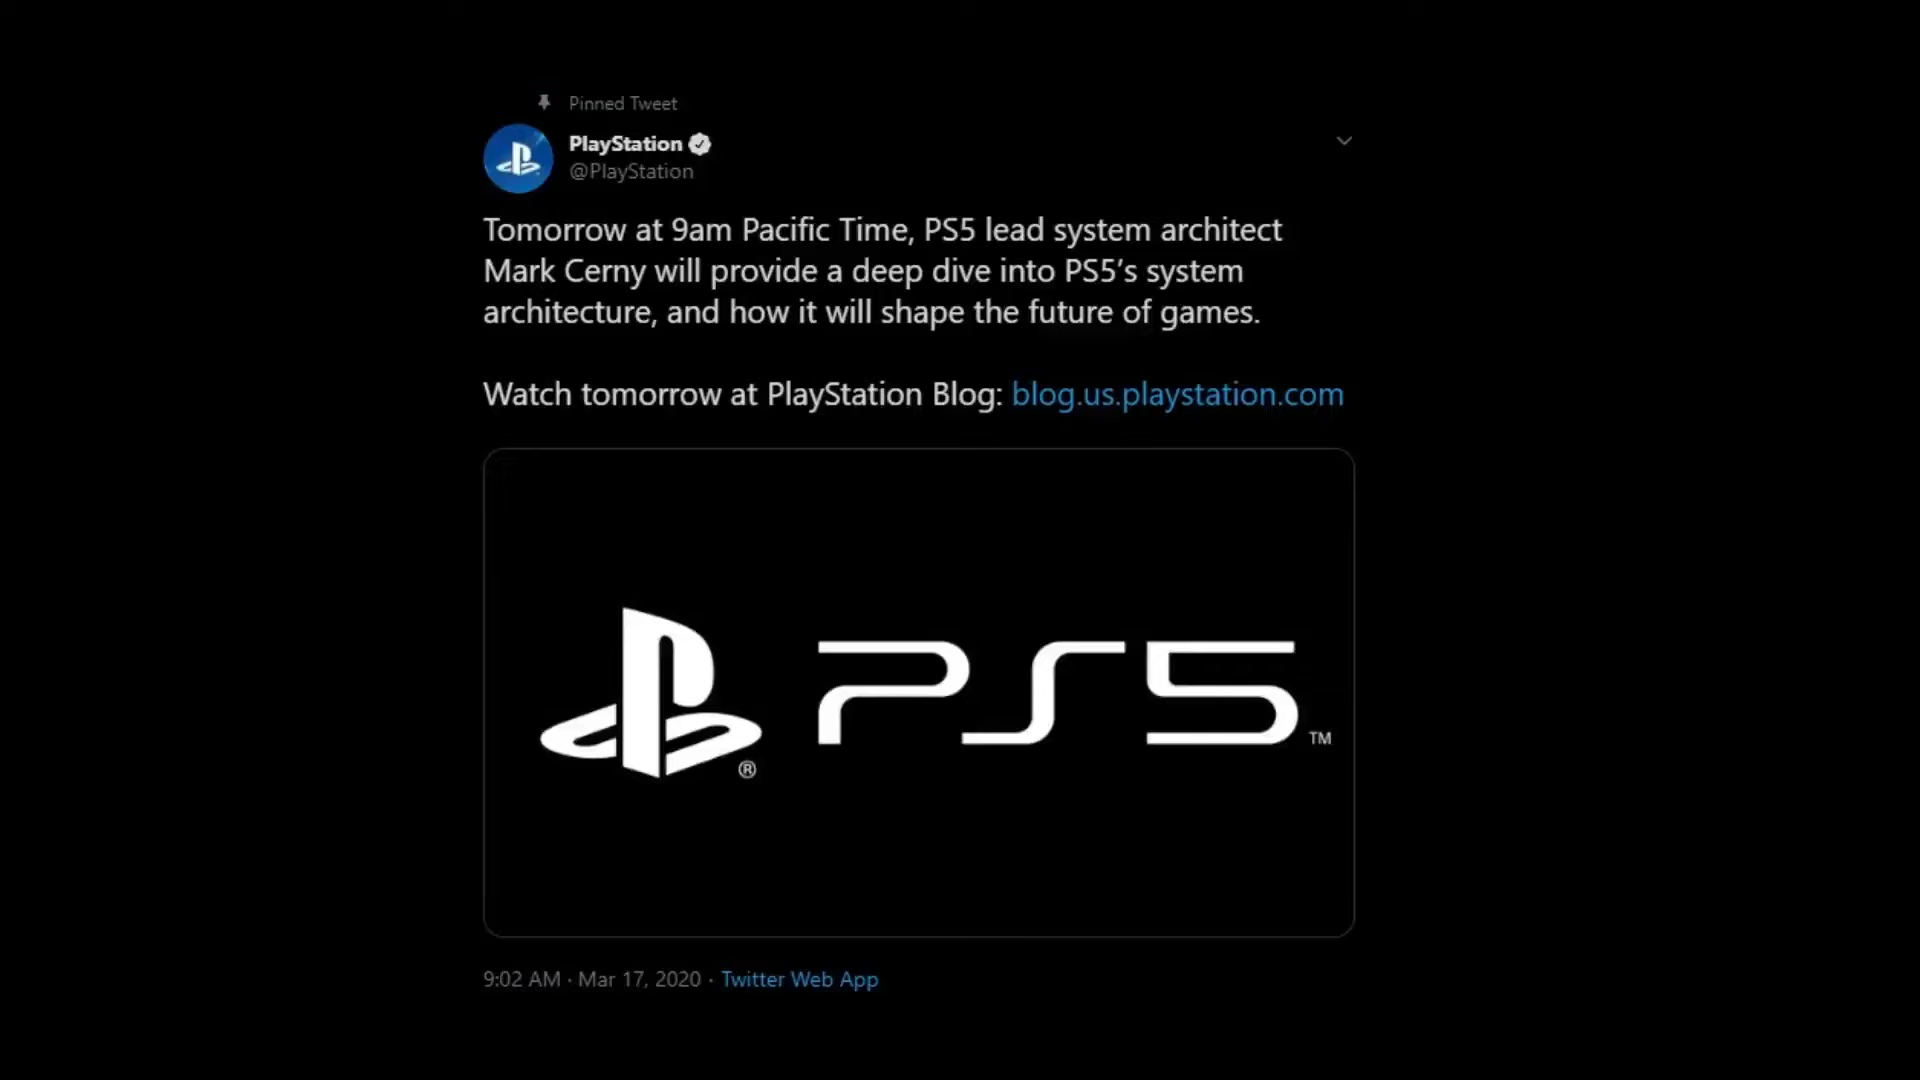 Pinned Tweet
PlayStation
@PlayStation
Tomorrow at 9am Pacific Time, PS5 lead system architect
Mark Cerny will provide a deep dive into PS5’s system
architecture, and how it will shape the future of games.
Watch tomorrow at PlayStation Blog: blog.us.playstation.com
® PS5 ™
9:02 AM · Mar 17, 2020 · Twitter Web App